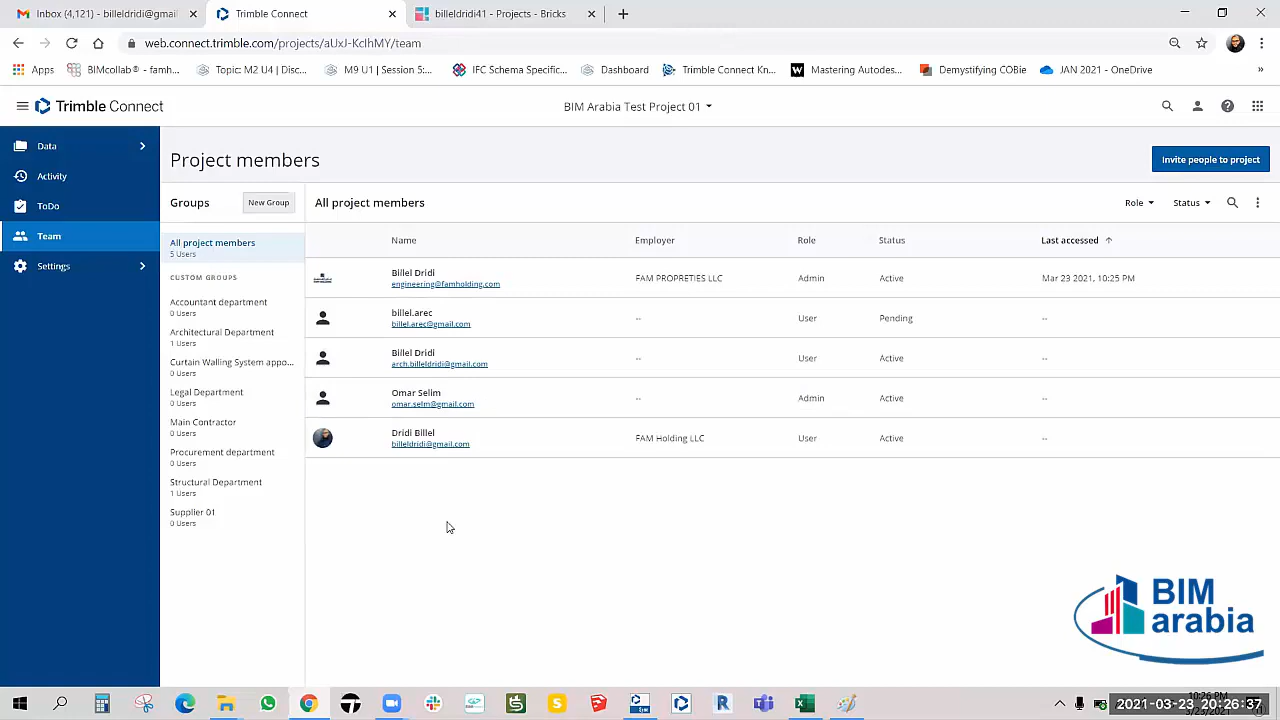 Inbox (4,121) - billeldridi@gmail
Trimble Connect
billeldridi41 - Projects - Bricks
web.connect.trimble.com/projects/aUxJ-KclhMY/team
Apps
BIMcollab® - famh...
Topic: M2 U4 | Disc...
M9 U1 | Session 5:...
IFC Schema Specific...
Dashboard
Trimble Connect Kn...
Mastering Autodes...
Demystifying COBie
JAN 2021 - OneDrive
»
Trimble Connect
BIM Arabia Test Project 01
Data
Activity
ToDo
Team
Settings
Project members
Invite people to project
Groups
New Group
All project members
5 Users
CUSTOM GROUPS
Accountant department
0 Users
Architectural Department
1 Users
Curtain Walling System appo...
0 Users
Legal Department
0 Users
Main Contractor
0 Users
Procurement department
0 Users
Structural Department
1 Users
Supplier 01
0 Users
All project members
Role
Status
Name Employer Role Status Last accessed
Billel Dridi
engineering@famholding.com
FAM PROPRETIES LLC Admin Active Mar 23 2021, 10:25 PM
billel.arec
billel.arec@gmail.com
-- User Pending --
Billel Dridi
arch.billeldridi@gmail.com
-- User Active --
Omar Selim
omar.selm@gmail.com
-- Admin Active --
Dridi Billel
billeldridi@gmail.com
FAM Holding LLC User Active --
BIM
arabia
10:26 PM
2021-03-23 20:26:37